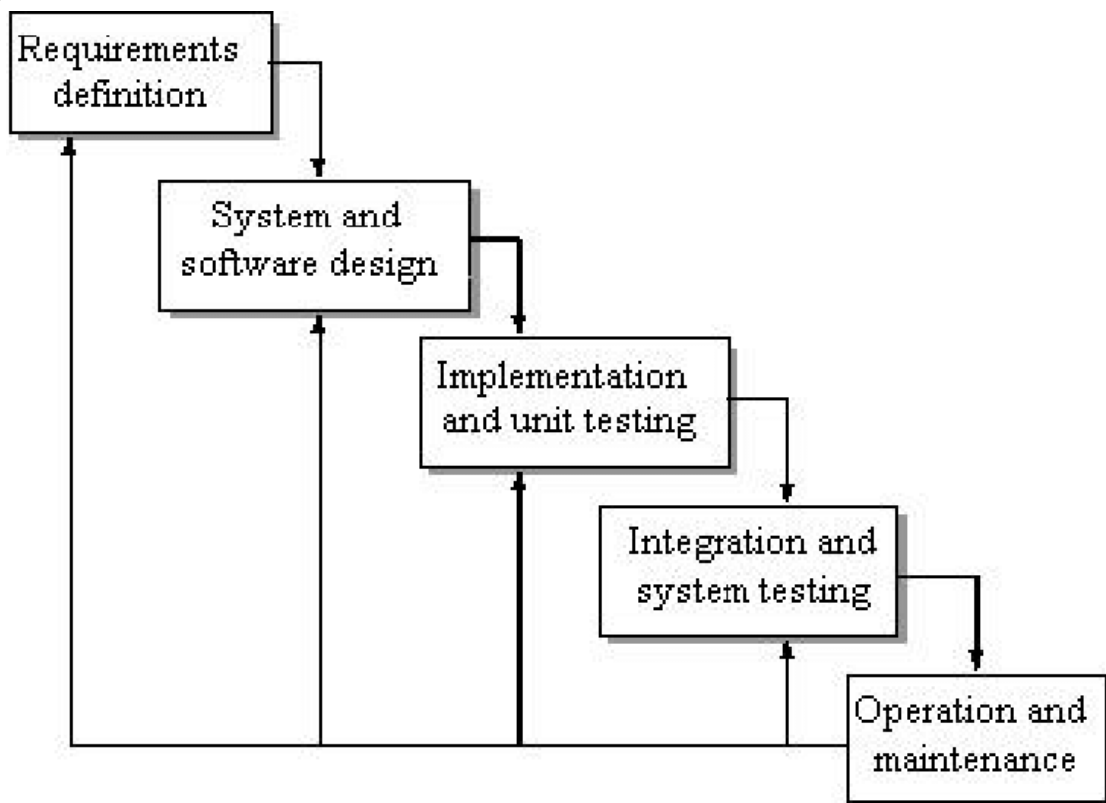 Requirements
definition
System and
software design
Implementation
and unit testing
Integration and
system testing
Operation and
maintenance